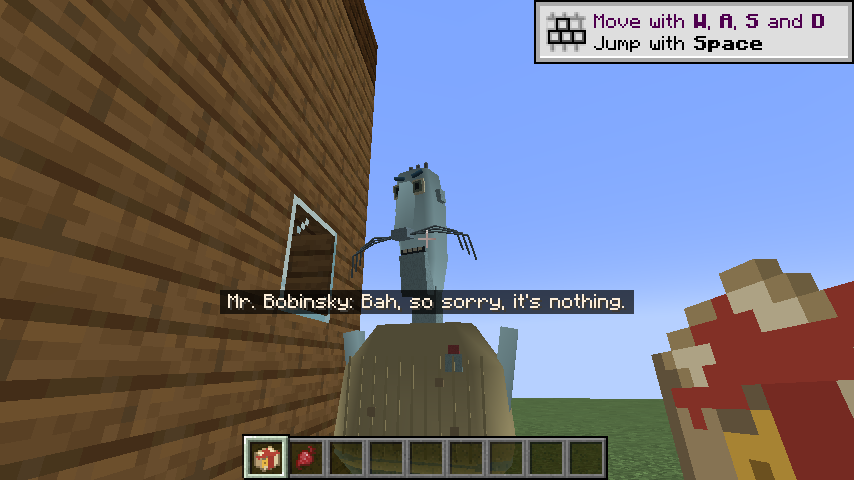 Move with W, A, S and D
Jump with Space
Mr. Bobinsky: Bah, so sorry, it's nothing.